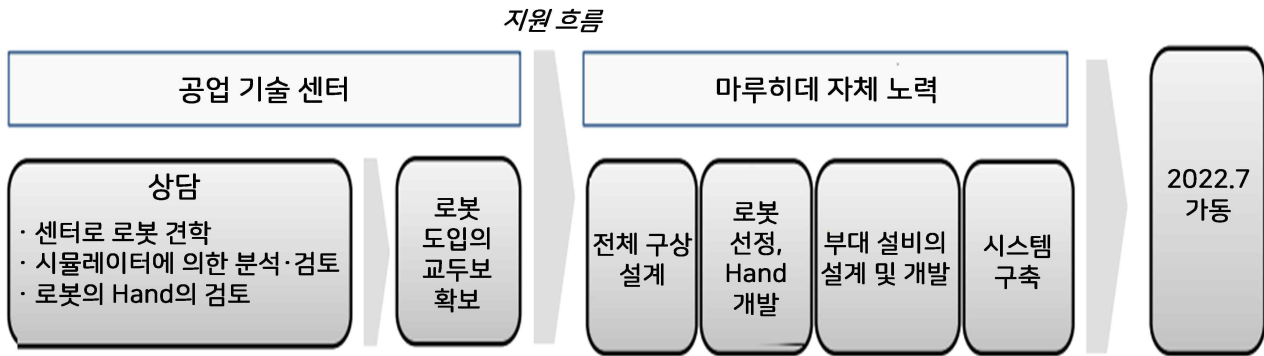 지원 흐름
공업 기술 센터
상담
· 센터로 로봇 견학
· 시뮬레이터에 의한 분석·검토
· 로봇의 Hand의 검토
로봇
도입의
교두보
확보
마루히데 자체 노력
전체 구상
설계
로봇
선정,
Hand
개발
부대 설비의
설계 및 개발
시스템
구축
2022.7
가동